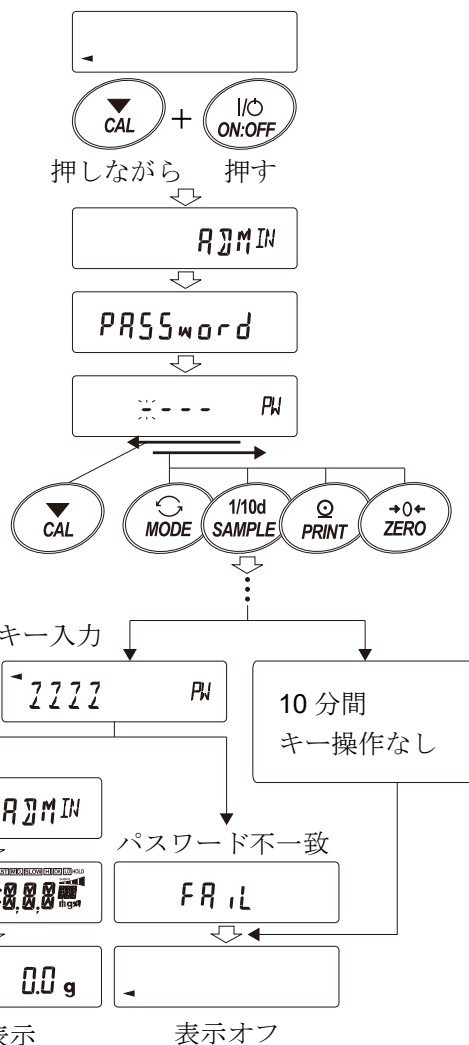 CAL
+
I/
ON:OFF
押しながら
押す
ADMIN
PASSword
---- PW
CAL
MODE
1/10d
SAMPLE
PRINT
→0←
ZERO
キー入力
PW
10 分間
キー操作なし
ADMIN
パスワード不一致
FAiL
0.0 g
表示
表示オフ